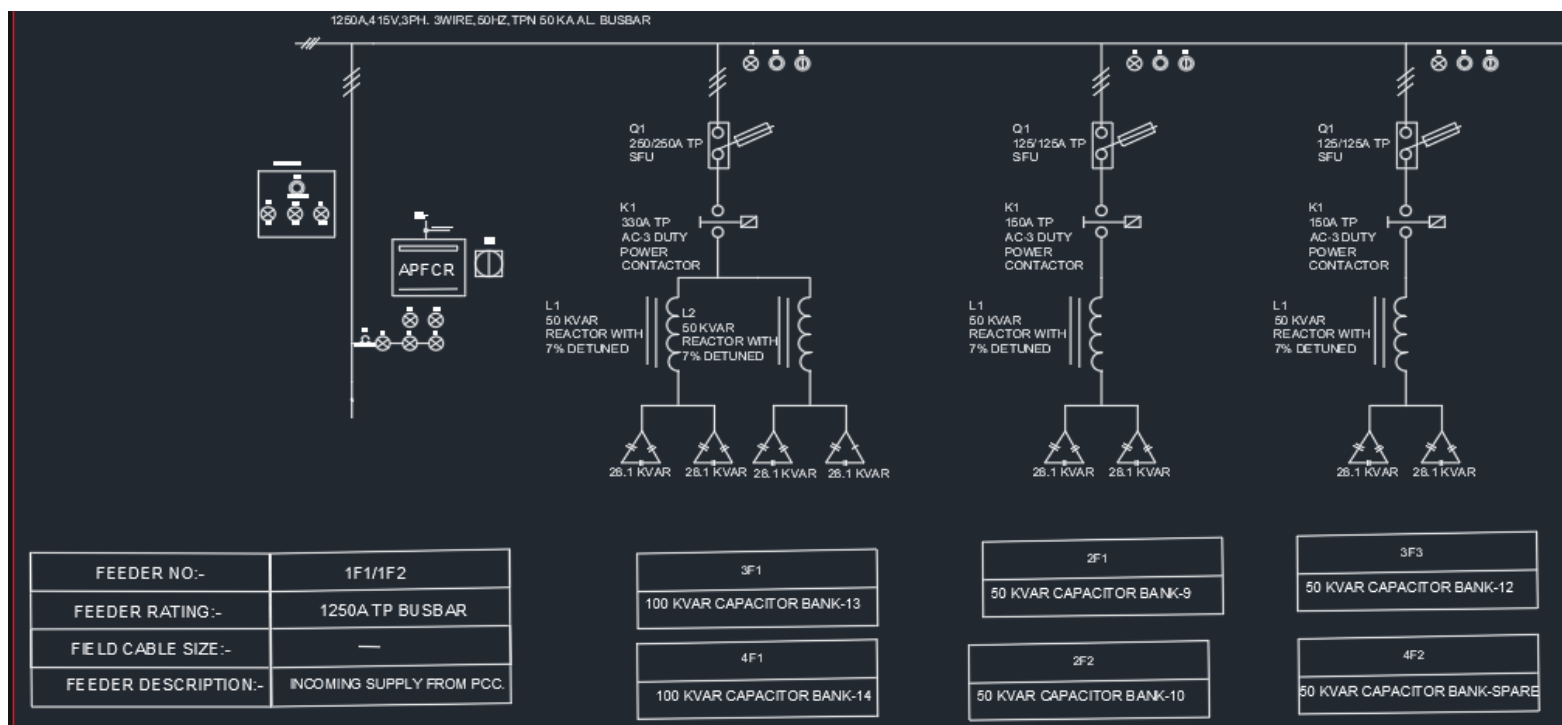 1250A,415V,3PH. 3WIRE,50HZ,TPN 50 KA AL. BUSBAR
Q1
250/250A TP
SFU
K1
330A TP
AC-3 DUTY
POWER
CONTACTOR
L1
50 KVAR
REACTOR WITH
7% DETUNED
L2
50 KVAR
REACTOR WITH
7% DETUNED
28.1 KVAR
28.1 KVAR
28.1 KVAR
28.1 KVAR
Q1
125/125A TP
SFU
K1
150A TP
AC-3 DUTY
POWER
CONTACTOR
L1
50 KVAR
REACTOR WITH
7% DETUNED
28.1 KVAR
28.1 KVAR
Q1
125/125A TP
SFU
K1
150A TP
AC-3 DUTY
POWER
CONTACTOR
L1
50 KVAR
REACTOR WITH
7% DETUNED
28.1 KVAR
28.1 KVAR
APFCR
FEEDER NO:- 1F1/1F2
FEEDER RATING:- 1250A TP BUSBAR
FIELD CABLE SIZE:- —
FEEDER DESCRIPTION:- INCOMING SUPPLY FROM PCC.
3F1
100 KVAR CAPACITOR BANK-13
4F1
100 KVAR CAPACITOR BANK-14
2F1
50 KVAR CAPACITOR BANK-9
2F2
50 KVAR CAPACITOR BANK-10
3F3
50 KVAR CAPACITOR BANK-12
4F2
50 KVAR CAPACITOR BANK-SPARE